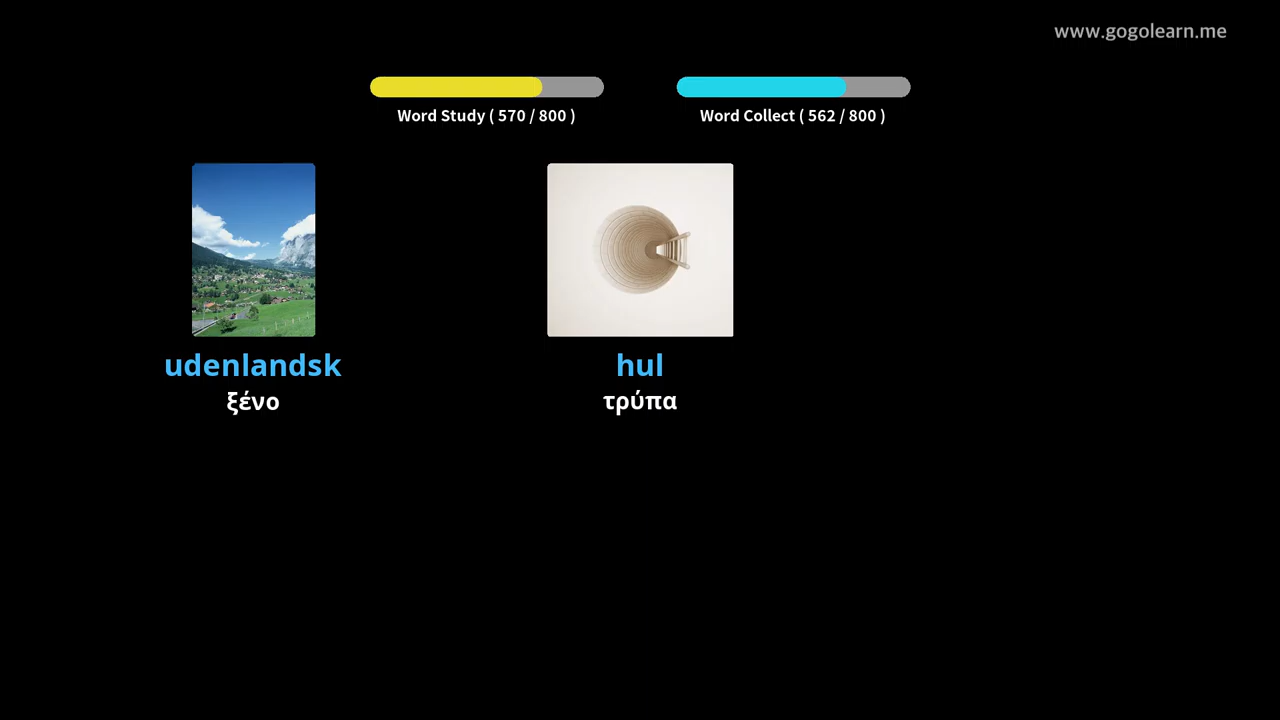 www.gogolearn.me
Word Study ( 570 / 800 )
Word Collect ( 562 / 800 )
udenlandsk
ξένο
hul
τρύπα